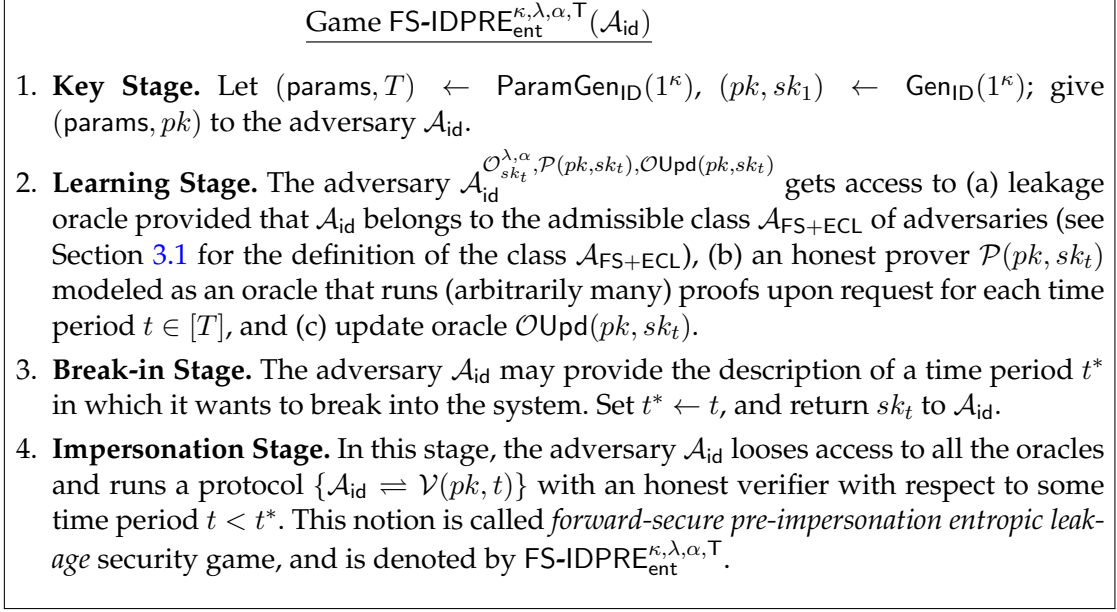 Game FS-IDPRE_ent^{κ,λ,α,T}(𝒜_id)
1. Key Stage. Let (params, T) ← ParamGen_ID(1^κ), (pk, sk_1) ← Gen_ID(1^κ); give
(params, pk) to the adversary 𝒜_id.
2. Learning Stage. The adversary 𝒜_id^{𝒪_{sk_t}^{λ,α}, 𝒫(pk,sk_t), 𝒪Upd(pk,sk_t)} gets access to (a) leakage
oracle provided that 𝒜_id belongs to the admissible class 𝒜_{FS+ECL} of adversaries (see
Section 3.1 for the definition of the class 𝒜_{FS+ECL}), (b) an honest prover 𝒫(pk, sk_t)
modeled as an oracle that runs (arbitrarily many) proofs upon request for each time
period t ∈ [T], and (c) update oracle 𝒪Upd(pk, sk_t).
3. Break-in Stage. The adversary 𝒜_id may provide the description of a time period t*
in which it wants to break into the system. Set t* ← t, and return sk_t to 𝒜_id.
4. Impersonation Stage. In this stage, the adversary 𝒜_id looses access to all the oracles
and runs a protocol {𝒜_id ⇌ 𝒱(pk, t)} with an honest verifier with respect to some
time period t < t*. This notion is called forward-secure pre-impersonation entropic leak-
age security game, and is denoted by FS-IDPRE_ent^{κ,λ,α,T}.